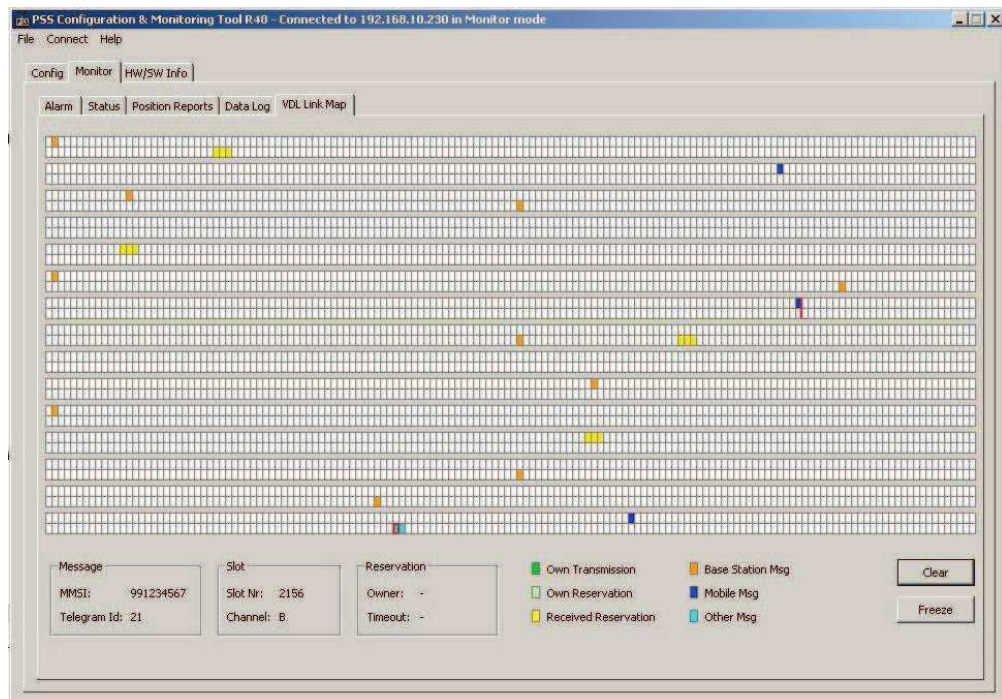 PSS Configuration & Monitoring Tool R40 - Connected to 192.168.10.230 in Monitor mode
File Connect Help
Config Monitor HW/SW Info
Alarm Status Position Reports Data Log VDL Link Map
Message Slot Reservation
Own Transmission Base Station Msg Clear
MMSI: 991234567 Slot Nr: 2156 Owner: - Own Reservation Mobile Msg
Telegram Id: 21 Channel: B Timeout: - Received Reservation Other Msg Freeze